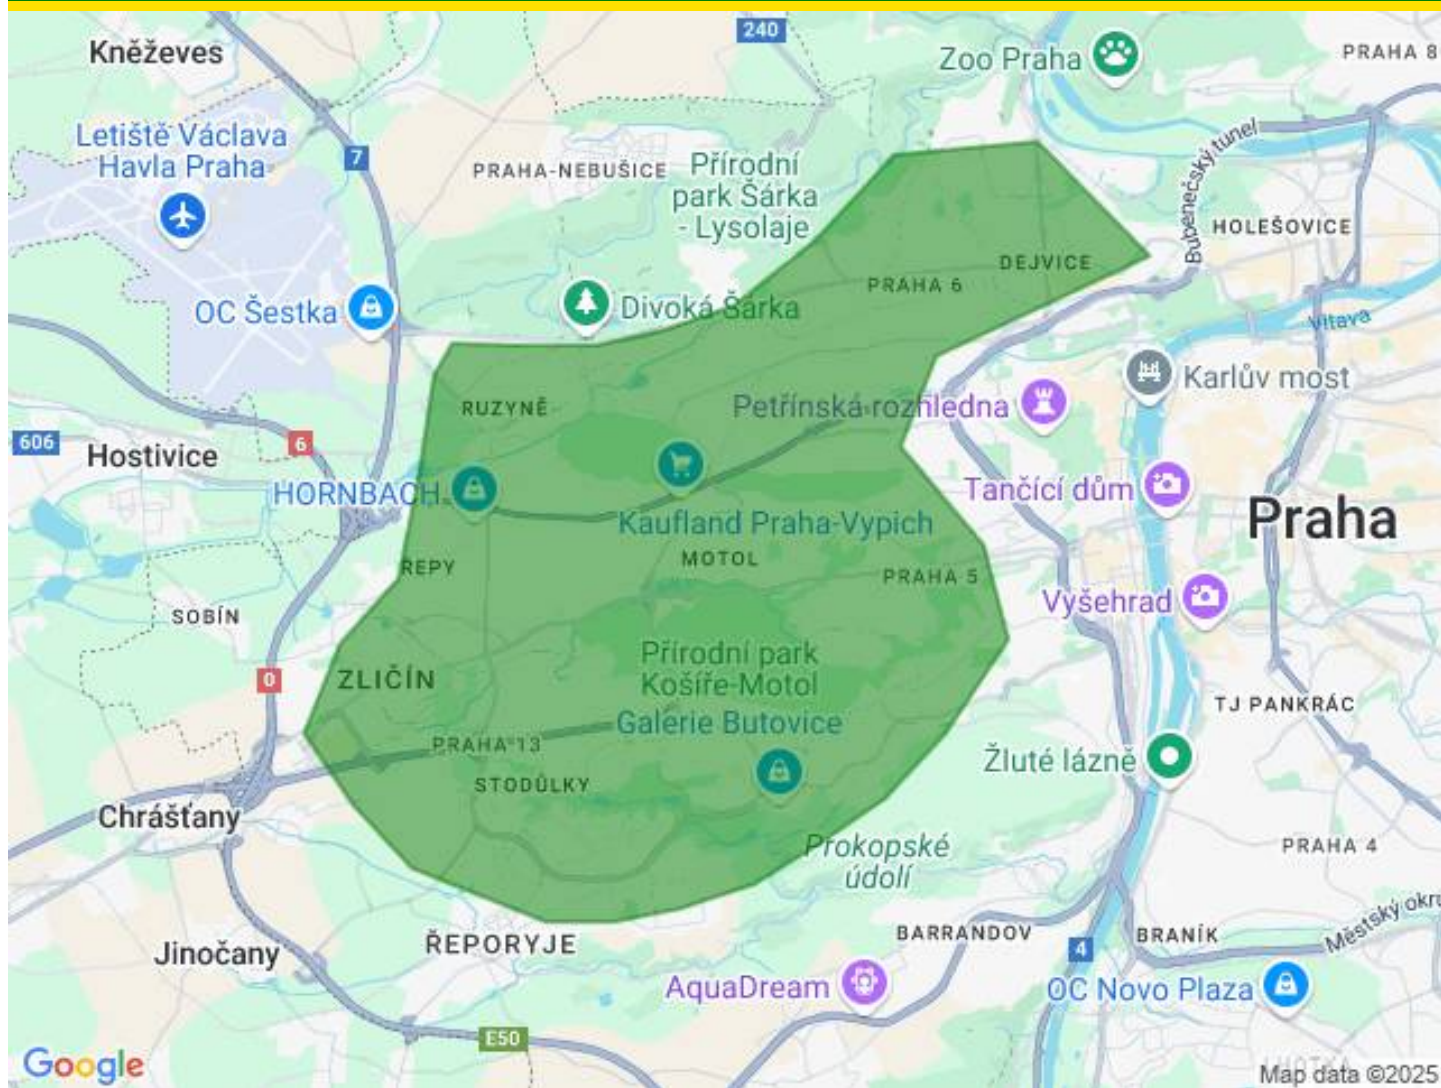 240
Kněževes
Zoo Praha
PRAHA 8
Letiště Václava
Havla Praha
7
PRAHA-NEBUŠICE
Přírodní
park Šárka
- Lysolaje
Bubenečský tunel
HOLEŠOVICE
DEJVICE
PRAHA 6
OC Šestka
Divoká Šárka
Vltava
Karlův most
RUZYNĚ
Petřínská rozhledna
606
6
Hostivice
HORNBACH
Tančící dům
Kaufland Praha-Vypich
Praha
MOTOL
ŘEPY
PRAHA 5
Vyšehrad
SOBÍN
Přírodní park
Košíře-Motol
0
ZLIČÍN
TJ PANKRÁC
Galerie Butovice
PRAHA 13
Žluté lázně
STODŮLKY
Chrášťany
Prokopské
údolí
PRAHA 4
ŘEPORYJE
BARRANDOV
BRANÍK
Městský okru
Jinočany
4
AquaDream
OC Novo Plaza
E50
Google
LHOTKA
Map data ©2025